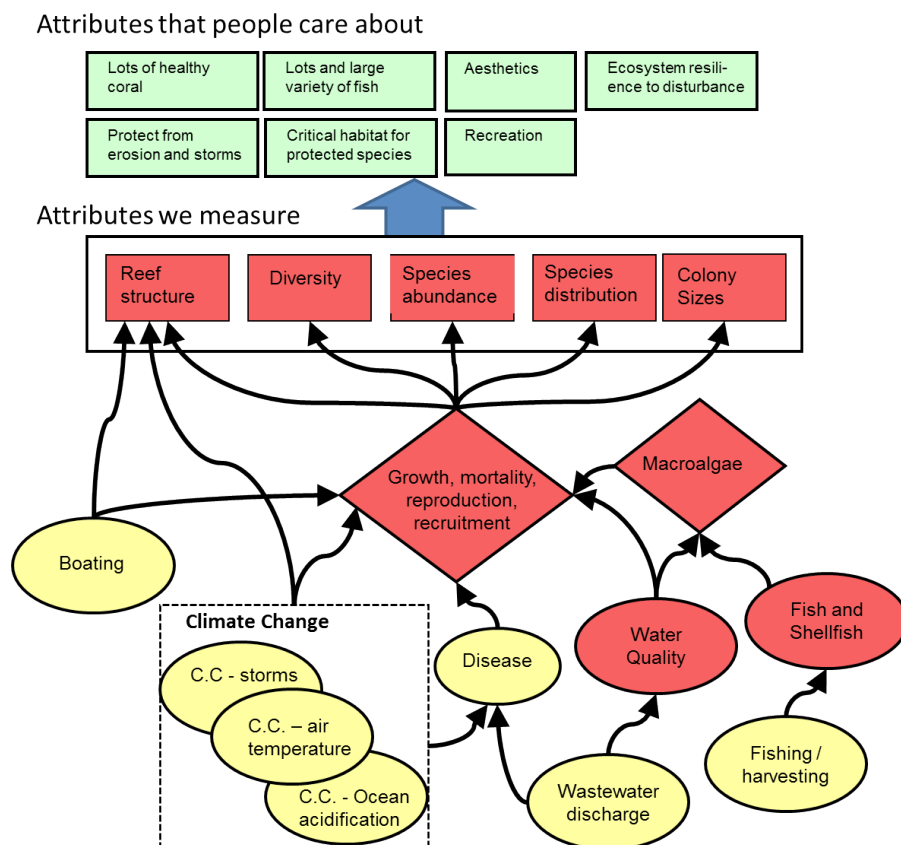 Attributes that people care about
Lots of healthy
coral
Lots and large
variety of fish
Aesthetics
Ecosystem resili-
ence to disturbance
Protect from
erosion and storms
Critical habitat for
protected species
Recreation
Attributes we measure
Reef
structure
Diversity
Species
abundance
Species
distribution
Colony
Sizes
Growth, mortality,
reproduction,
recruitment
Macroalgae
Boating
Climate Change
C.C - storms
C.C. – air
temperature
C.C. - Ocean
acidification
Disease
Water
Quality
Fish and
Shellfish
Wastewater
discharge
Fishing /
harvesting